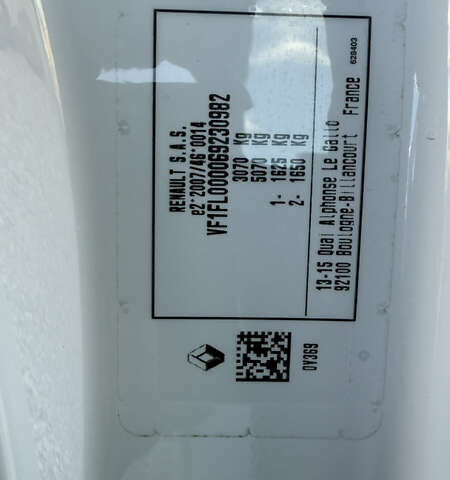 RENAULT S.A.S.
e2*2007/46*0014
VF1FL000069230982
3070 Kg
5070 Kg
1- 1625 Kg
2- 1650 Kg
13-15 Quai Alphonse Le Gallo
92100 Boulogne-Billancourt France
628403
0V369